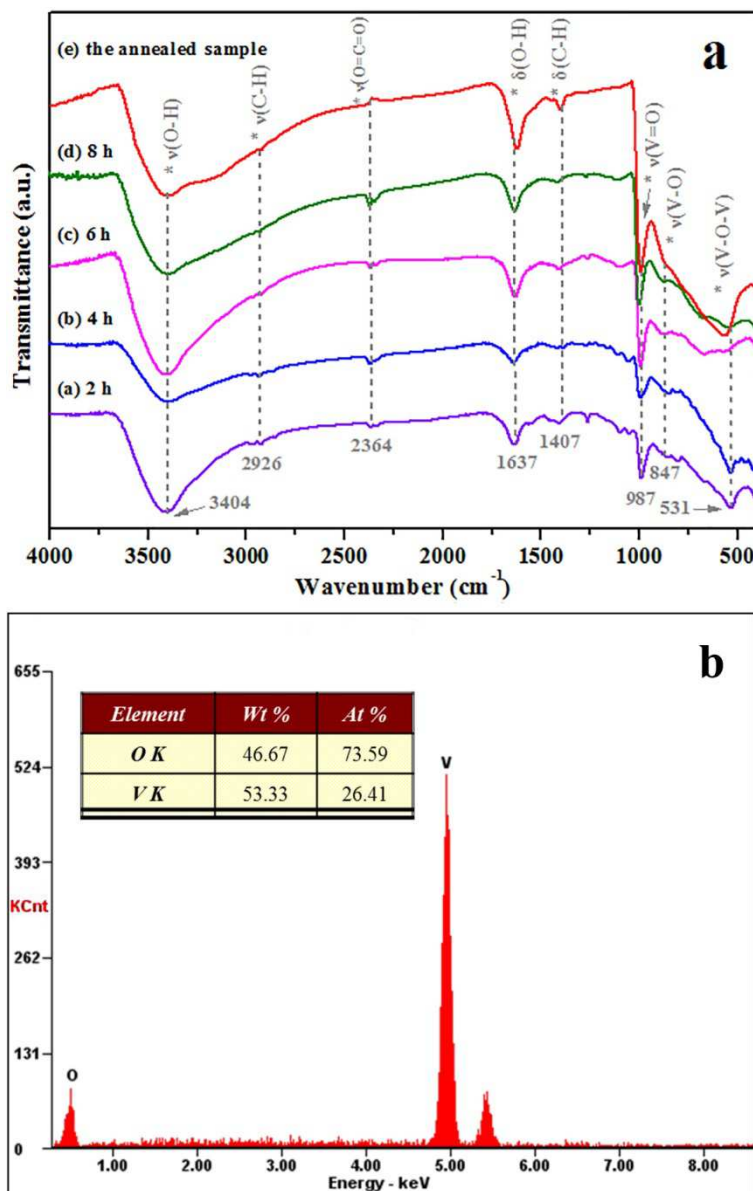 a
(e) the annealed sample
* ν(O-H)
* ν(C-H)
* ν(O=C=O)
* δ(O-H)
* δ(C-H)
* ν(V=O)
* ν(V-O)
* ν(V-O-V)
(d) 8 h
(c) 6 h
(b) 4 h
(a) 2 h
3404
2926
2364
1637
1407
987
847
531
Transmittance (a.u.)
4000 3500 3000 2500 2000 1500 1000 500
Wavenumber (cm-1)
b
655
524
393
KCnt
262
131
0
Element Wt % At %
O K 46.67 73.59
V K 53.33 26.41
O
V
1.00 2.00 3.00 4.00 5.00 6.00 7.00 8.00
Energy - keV